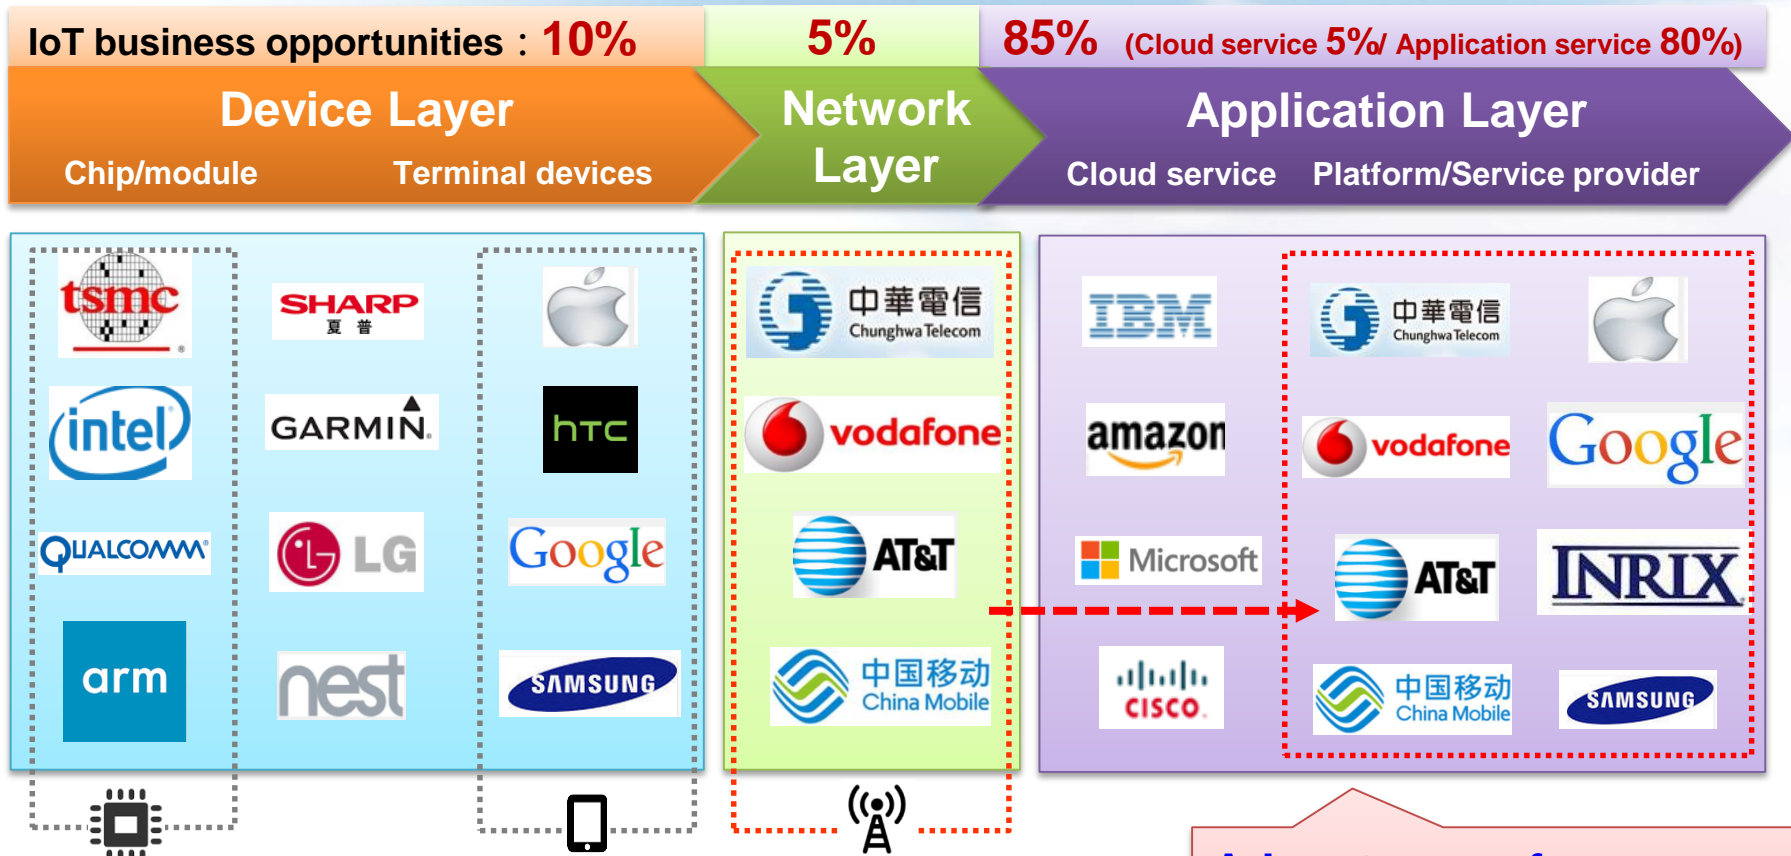 IoT business opportunities : 10%
5%
85% (Cloud service 5%/ Application service 80%)
Device Layer
Chip/module Terminal devices
Network
Layer
Application Layer
Cloud service Platform/Service provider
tsmc
SHARP
夏普
intel
GARMIN
hTC
QUALCOMM
LG
Google
arm
nest
SAMSUNG
中華電信
Chunghwa Telecom
vodafone
AT&T
中国移动
China Mobile
IBM
中華電信
Chunghwa Telecom
amazon
vodafone
Google
Microsoft
AT&T
INRIX
CISCO
中国移动
China Mobile
SAMSUNG